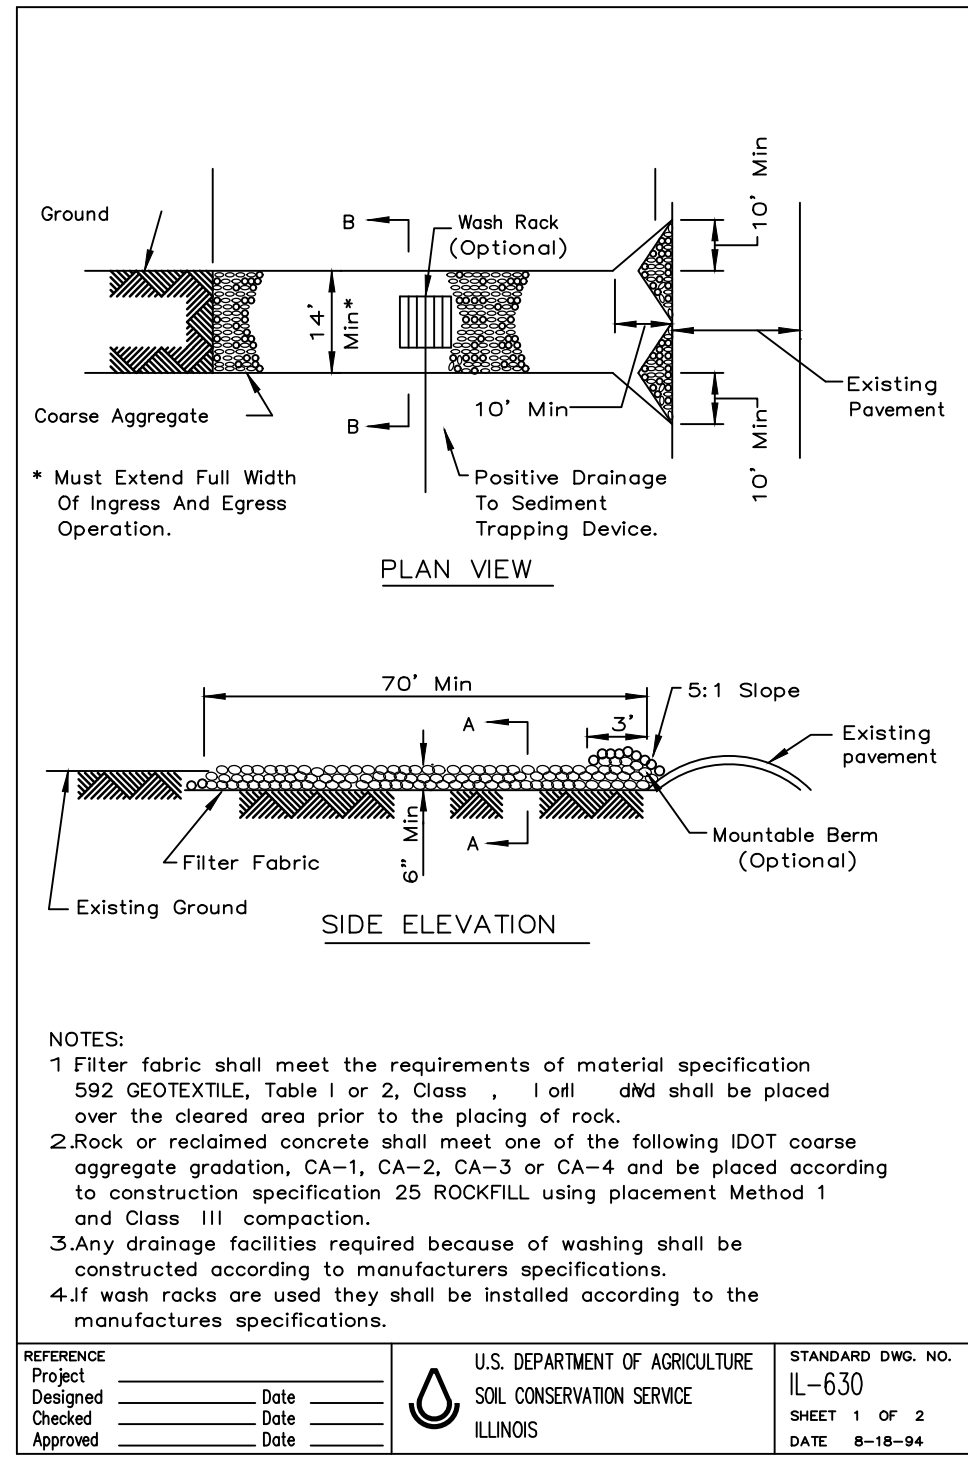 10' Min
Ground
B
Wash Rack
(Optional)
14'
Min*
Coarse Aggregate
B
10' Min
10' Min
Existing
Pavement
* Must Extend Full Width
Of Ingress And Egress
Operation.
Positive Drainage
To Sediment
Trapping Device.
PLAN VIEW
70' Min
5:1 Slope
A
3'
Existing
pavement
6" Min
A
Mountable Berm
(Optional)
Filter Fabric
Existing Ground
SIDE ELEVATION
NOTES:
1 Filter fabric shall meet the requirements of material specification
592 GEOTEXTILE, Table I or 2, Class , I or shall be placed
over the cleared area prior to the placing of rock.
2.Rock or reclaimed concrete shall meet one of the following IDOT coarse
aggregate gradation, CA-1, CA-2, CA-3 or CA-4 and be placed according
to construction specification 25 ROCKFILL using placement Method 1
and Class III compaction.
3.Any drainage facilities required because of washing shall be
constructed according to manufacturers specifications.
4.If wash racks are used they shall be installed according to the
manufactures specifications.
REFERENCE
Project
Designed Date
Checked Date
Approved Date
U.S. DEPARTMENT OF AGRICULTURE
SOIL CONSERVATION SERVICE
ILLINOIS
STANDARD DWG. NO.
IL-630
SHEET 1 OF 2
DATE 8-18-94